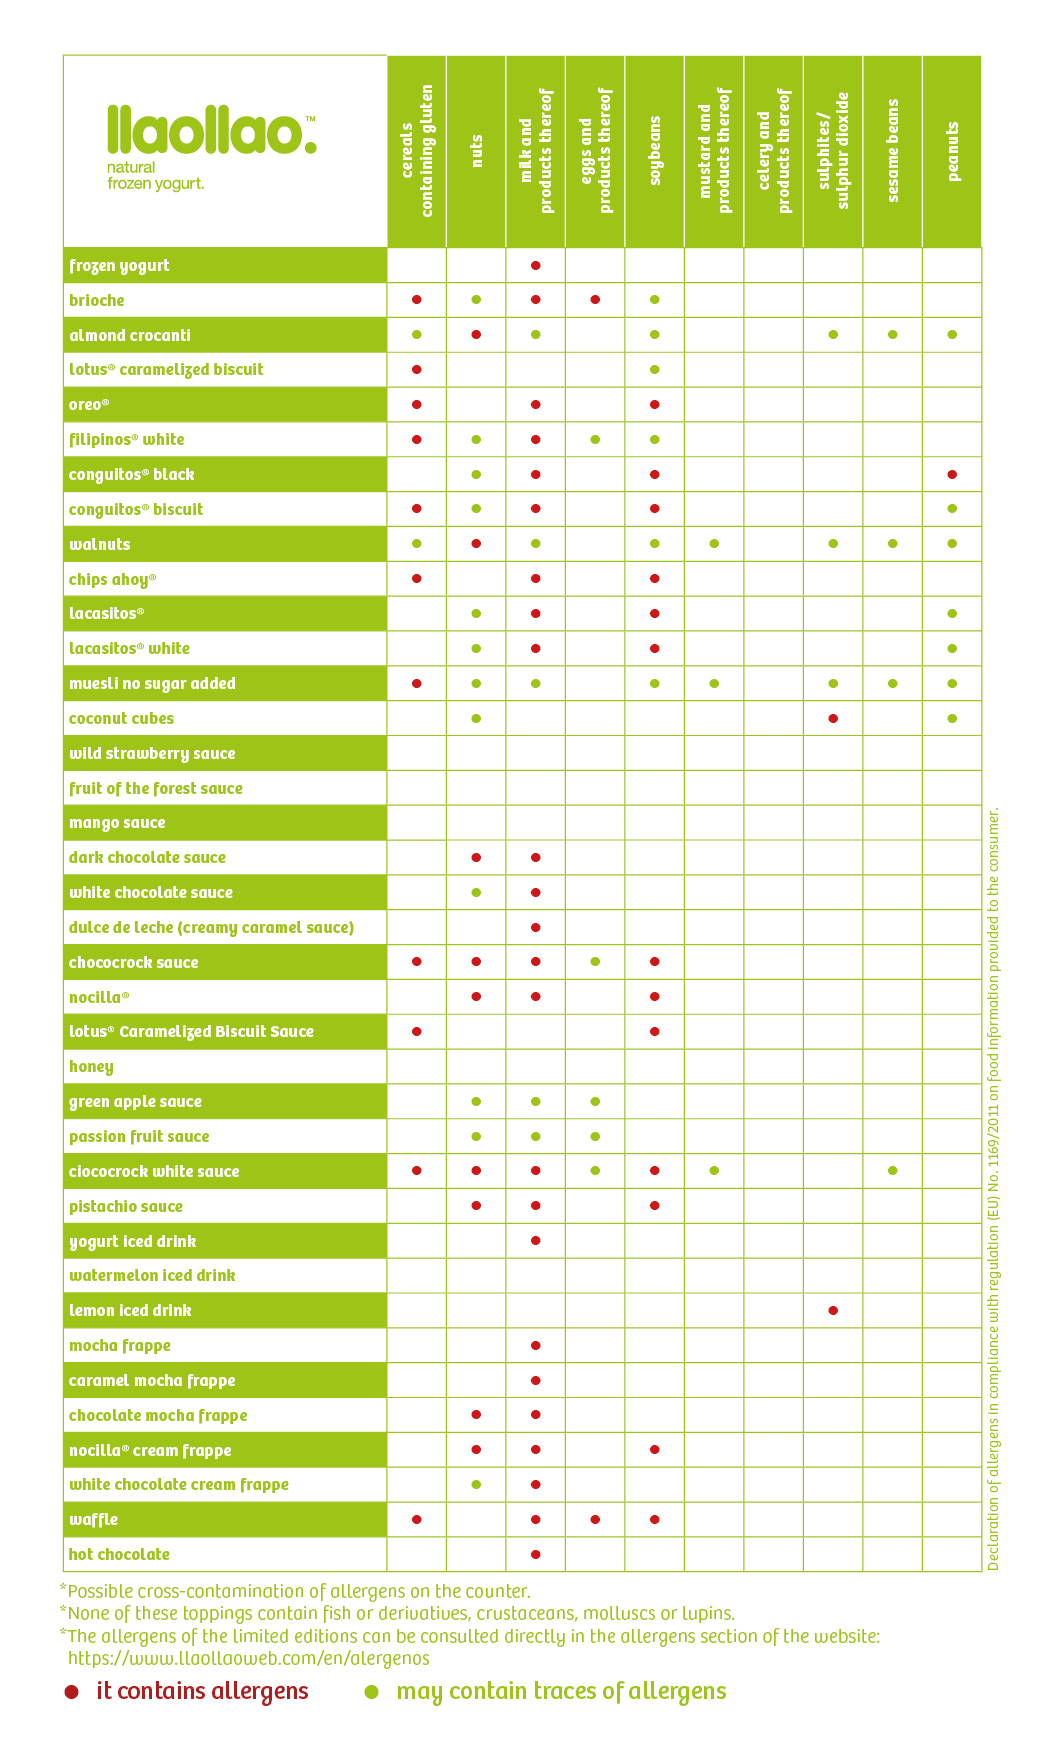 llaollao.™
natural
frozen yogurt.
cereals
containing gluten
nuts
milk and
products thereof
eggs and
products thereof
soybeans
mustard and
products thereof
celery and
products thereof
sulphites/
sulphur dioxide
sesame beans
peanuts
frozen yogurt
brioche
almond crocanti
lotus® caramelized biscuit
oreo®
filipinos® white
conguitos® black
conguitos® biscuit
walnuts
chips ahoy®
lacasitos®
lacasitos® white
muesli no sugar added
coconut cubes
wild strawberry sauce
fruit of the forest sauce
mango sauce
dark chocolate sauce
white chocolate sauce
dulce de leche (creamy caramel sauce)
chococrock sauce
nocilla®
lotus® Caramelized Biscuit Sauce
honey
green apple sauce
passion fruit sauce
ciococrock white sauce
pistachio sauce
yogurt iced drink
watermelon iced drink
lemon iced drink
mocha frappe
caramel mocha frappe
chocolate mocha frappe
nocilla® cream frappe
white chocolate cream frappe
waffle
hot chocolate
Declaration of allergens in compliance with regulation (EU) No. 1169/2011 on food information provided to the consumer.
*Possible cross-contamination of allergens on the counter.
*None of these toppings contain fish or derivatives, crustaceans, molluscs or lupins.
*The allergens of the limited editions can be consulted directly in the allergens section of the website:
https://www.llaollaoweb.com/en/alergenos
it contains allergens
may contain traces of allergens